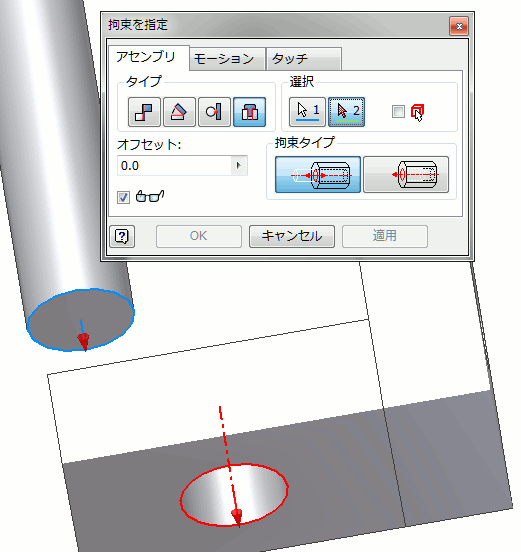 拘束を指定
アセンブリ モーション タッチ
タイプ 選択
1 2
オフセット: 拘束タイプ
0.0
? OK キャンセル 適用